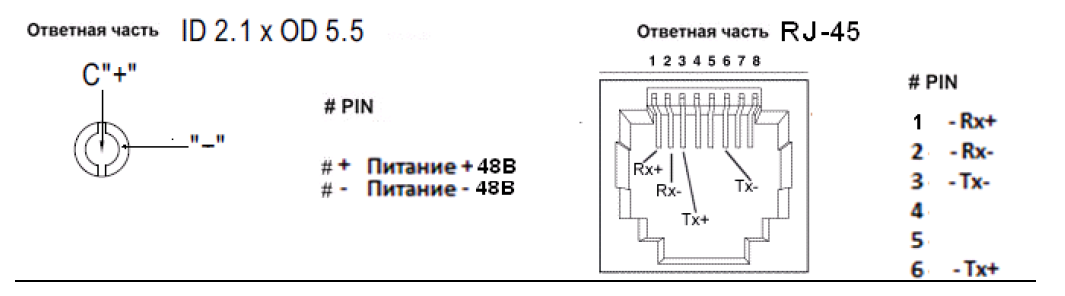 Ответная часть ID 2.1 x OD 5.5
С"+"
"–"
# PIN
# + Питание + 48В
# - Питание - 48В
Ответная часть RJ-45
1 2 3 4 5 6 7 8
Rx+
Rx-
Tx+
Tx-
# PIN
1 - Rx+
2 - Rx-
3 - Tx-
4
5
6 - Tx+